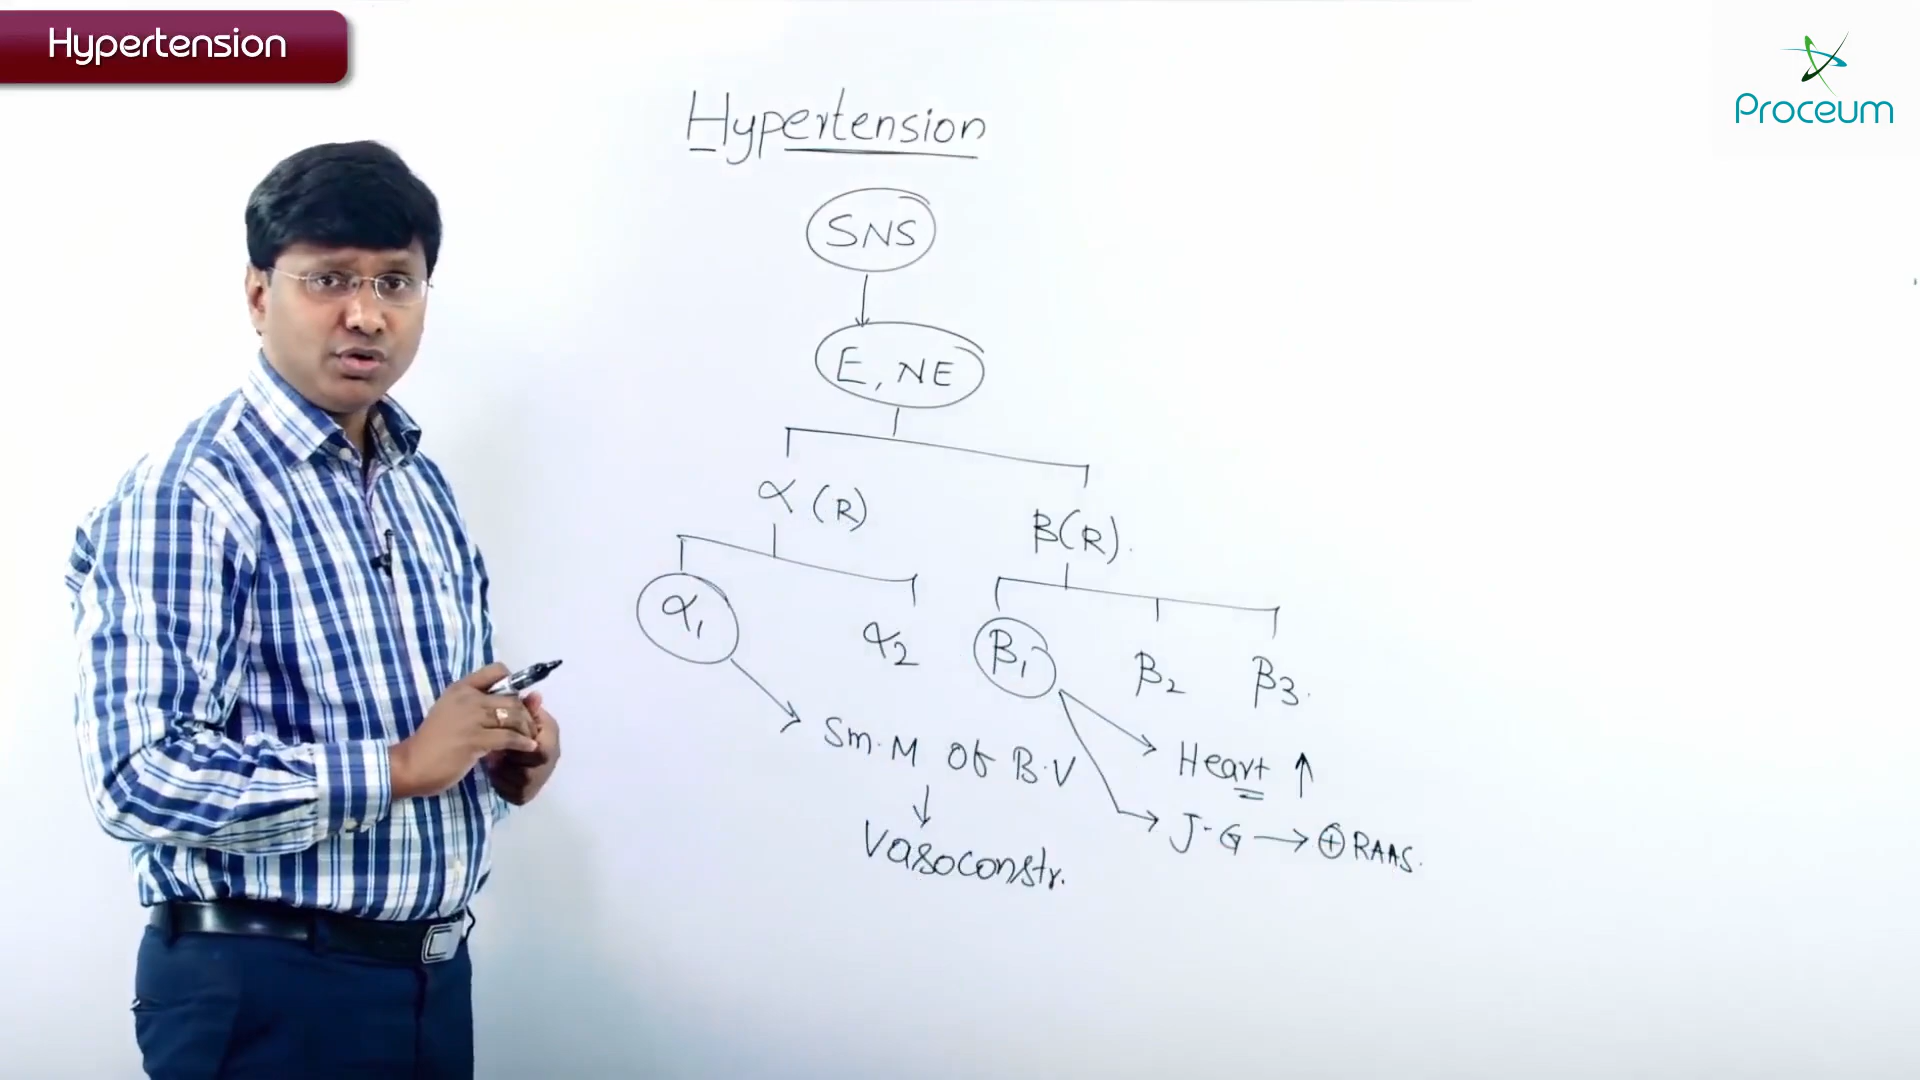 Hypertension
Proceum
Hypertension
SNS
E, NE
α (R)
β(R).
α1
α2
β1
β2
β3.
Sm. M of B.V
Heart ↑
J-G → ⊕ RAAS.
Vasoconstr.